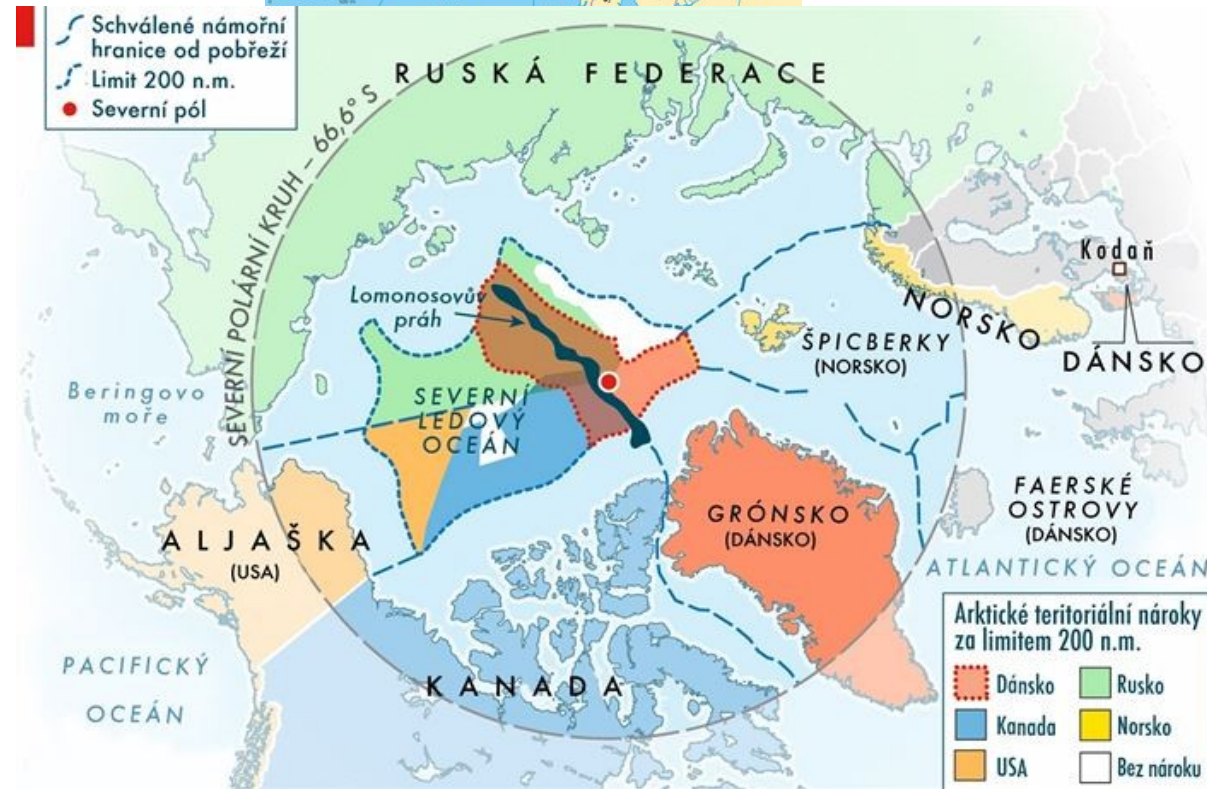 Schválené námořní
hranice od pobřeží
Limit 200 n.m.
Severní pól
RUSKÁ FEDERACE
SEVERNÍ POLÁRNÍ KRUH – 66,6° S
Kodaň
Lomonosovův
práh
NORSKO
ŠPICBERKY
(NORSKO)
DÁNSKO
Beringovo
moře
SEVERNÍ
LEDOVÝ
OCEÁN
FAERSKÉ
OSTROVY
(DÁNSKO)
GRÓNSKO
(DÁNSKO)
ALJAŠKA
(USA)
ATLANTICKÝ OCEÁN
PACIFICKÝ
OCEÁN
KANADA
Arktické teritoriální nároky
za limitem 200 n.m.
Dánsko
Rusko
Kanada
Norsko
USA
Bez nároku